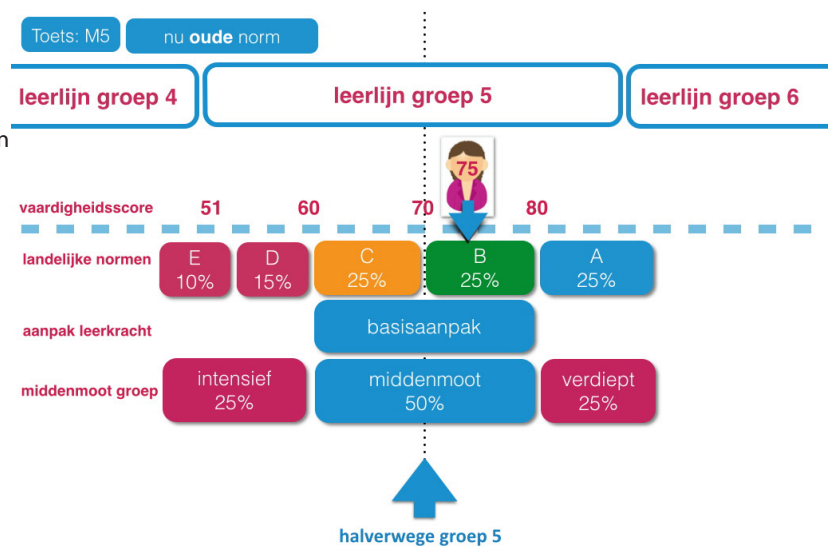 Toets: M5
nu oude norm
leerlijn groep 4
leerlijn groep 5
leerlijn groep 6
n
75
vaardigheidsscore 51 60 70 80
landelijke normen
E
10%
D
15%
C
25%
B
25%
A
25%
aanpak leerkracht
basisaanpak
middenmoot groep
intensief
25%
middenmoot
50%
verdiept
25%
halverwege groep 5